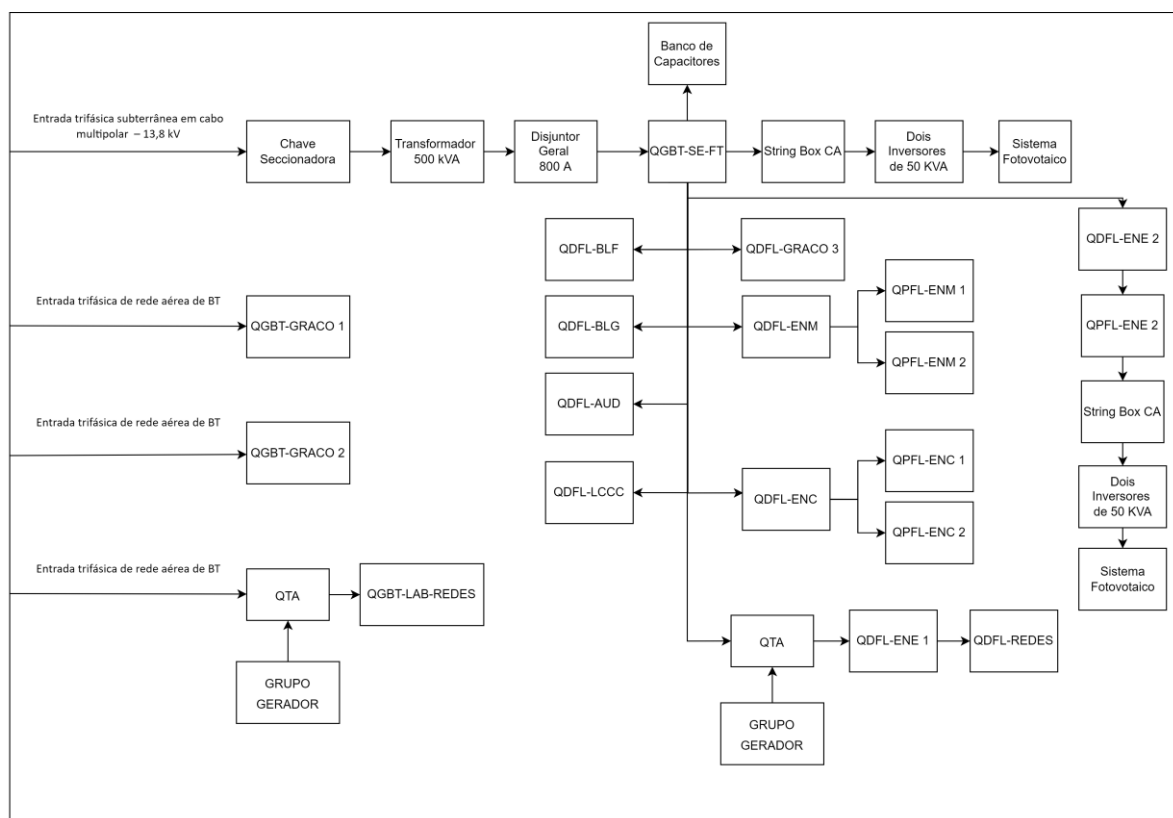 Banco de
Capacitores
Entrada trifásica subterrânea em cabo
multipolar – 13,8 kV
Chave
Seccionadora
Transformador
500 kVA
Disjuntor
Geral
800 A
QGBT-SE-FT
String Box CA
Dois
Inversores
de 50 KVA
Sistema
Fotovotaico
QDFL-BLF
QDFL-GRACO 3
QDFL-ENE 2
Entrada trifásica de rede aérea de BT
QGBT-GRACO 1
QDFL-BLG
QDFL-ENM
QPFL-ENM 1
QPFL-ENM 2
QPFL-ENE 2
QDFL-AUD
String Box CA
Entrada trifásica de rede aérea de BT
QGBT-GRACO 2
QDFL-LCCC
QDFL-ENC
QPFL-ENC 1
QPFL-ENC 2
Dois
Inversores
de 50 KVA
Sistema
Fotovotaico
Entrada trifásica de rede aérea de BT
QTA
QGBT-LAB-REDES
GRUPO
GERADOR
QTA
QDFL-ENE 1
QDFL-REDES
GRUPO
GERADOR